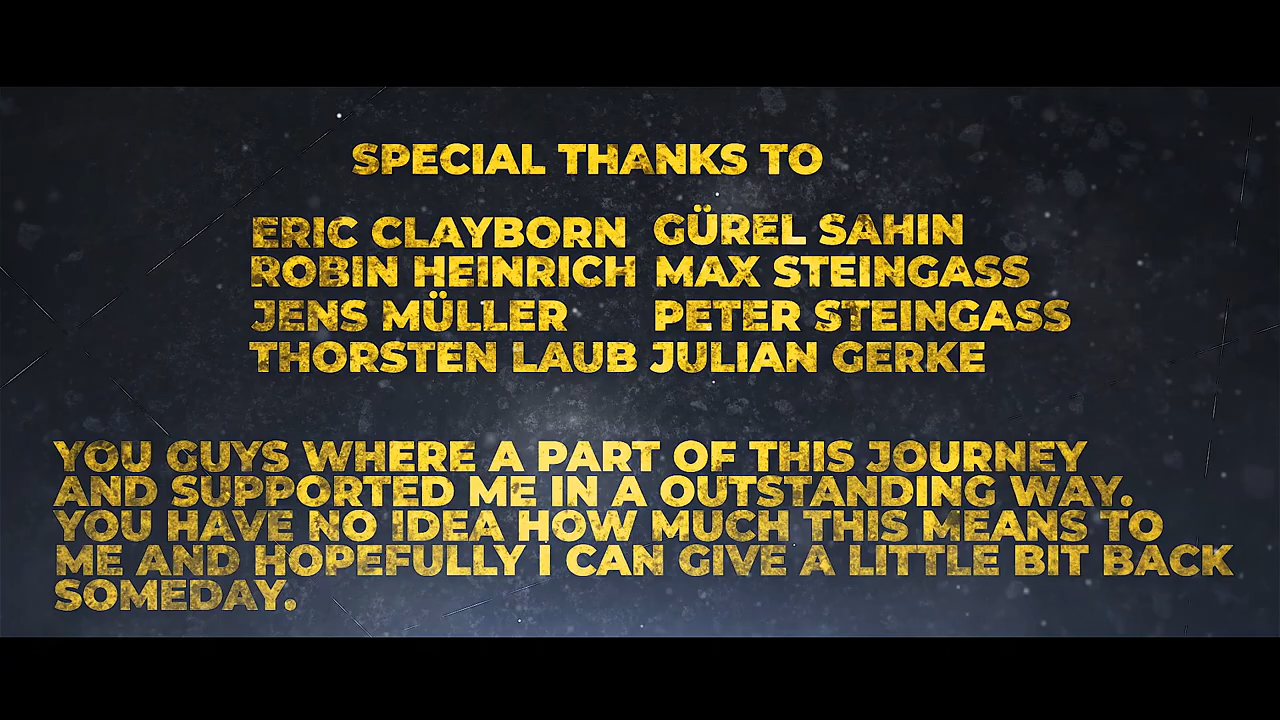 SPECIAL THANKS TO
ERIC CLAYBORN GÜREL SAHIN
ROBIN HEINRICH MAX STEINGASS
JENS MÜLLER PETER STEINGASS
THORSTEN LAUB JULIAN GERKE
YOU GUYS WHERE A PART OF THIS JOURNEY
AND SUPPORTED ME IN A OUTSTANDING WAY.
YOU HAVE NO IDEA HOW MUCH THIS MEANS TO
ME AND HOPEFULLY I CAN GIVE A LITTLE BIT BACK
SOMEDAY.